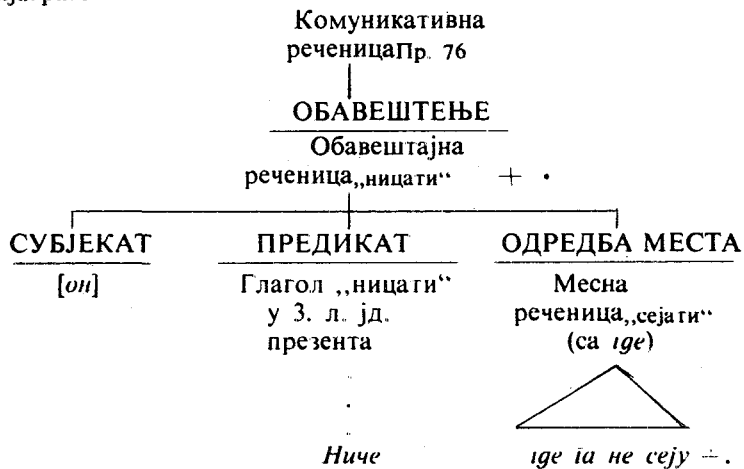 Комуникативна
реченицаПр. 76
ОБАВЕШТЕЊЕ
Обавештајна
реченица„ницати“ + .
СУБЈЕКАТ ПРЕДИКАТ ОДРЕДБА МЕСТА
[он] Глагол „ницати“ Месна
у 3. л. јд. реченица„сејати“
презента (са где)
Ниче где га не сеју ÷ .